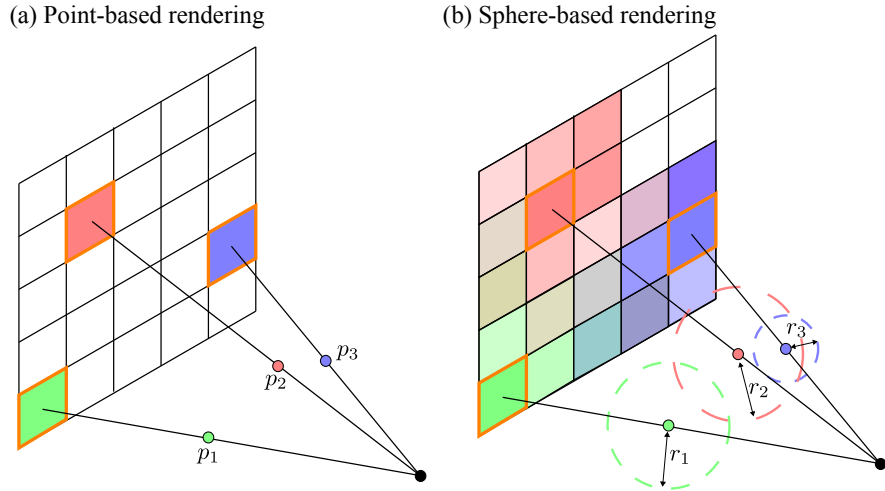 (a) Point-based rendering
(b) Sphere-based rendering
p₃
p₂
p₁
r₃
r₂
r₁